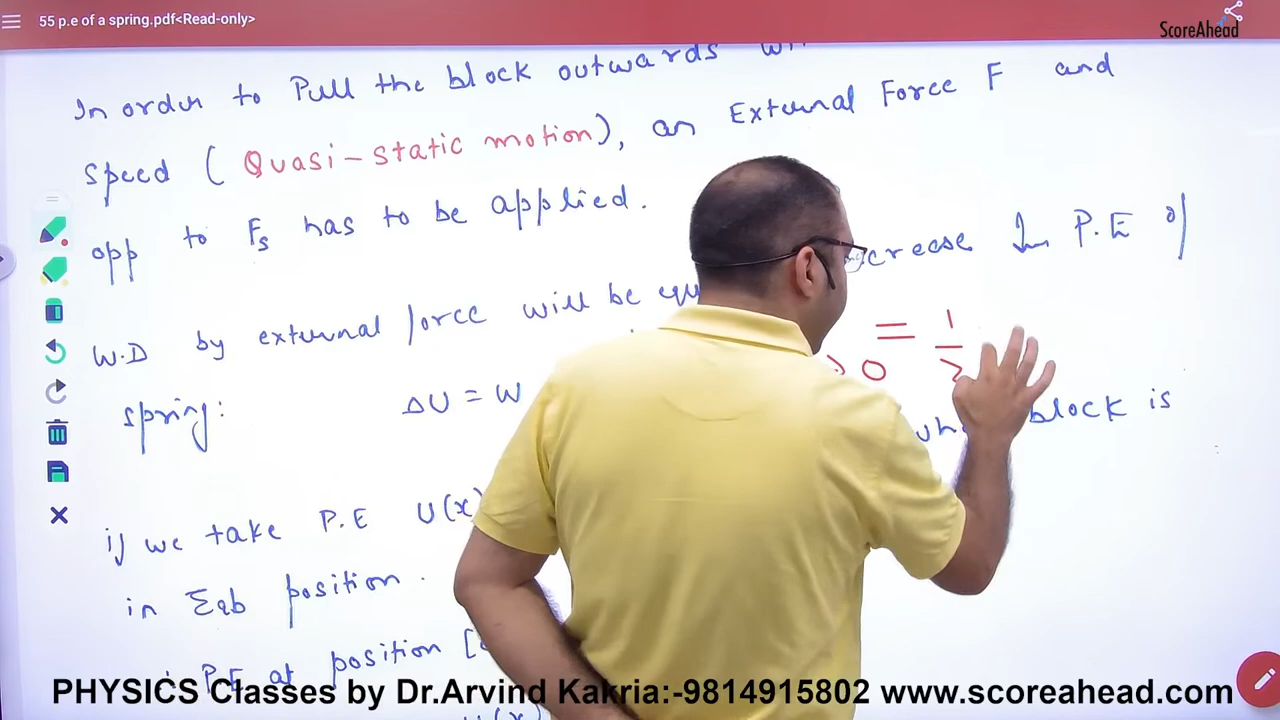 55 p.e of a spring.pdf<Read-only>
ScoreAhead
In order to Pull the block outwards
speed (Quasi-static motion), an External Force F and
opp to Fs has to be applied.
W.D by external force will be crease In P.E of
spring: ΔU = W 0 = 1/2
block is
if we take P.E U(x)
in Eqb position.
P.E at position
U(x)
PHYSICS Classes by Dr.Arvind Kakria:-9814915802 www.scoreahead.com